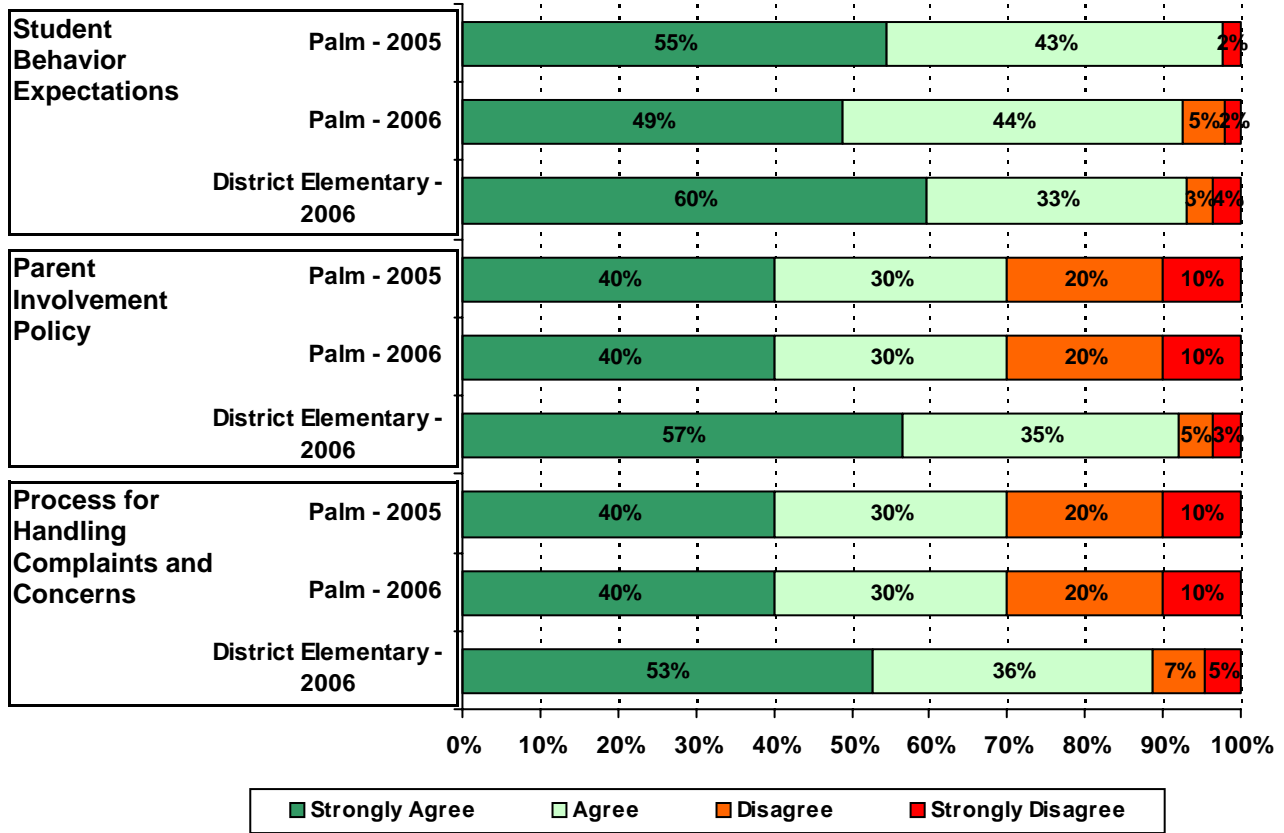 Student
Behavior
Expectations
Palm - 2005
55% 43% 2%
Palm - 2006
49% 44% 5% 2%
District Elementary -
2006
60% 33% 3% 4%
Parent
Involvement
Policy
Palm - 2005
40% 30% 20% 10%
Palm - 2006
40% 30% 20% 10%
District Elementary -
2006
57% 35% 5% 3%
Process for
Handling
Complaints and
Concerns
Palm - 2005
40% 30% 20% 10%
Palm - 2006
40% 30% 20% 10%
District Elementary -
2006
53% 36% 7% 5%
0% 10% 20% 30% 40% 50% 60% 70% 80% 90% 100%
Strongly Agree Agree Disagree Strongly Disagree